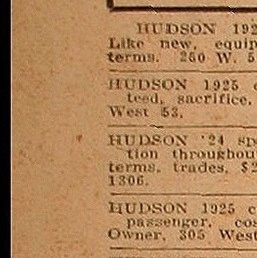 HUDSON 192
Like new, equip
terms. 250 W. 5
HUDSON 1925 c
teed, sacrifice.
West 53.
HUDSON '24 sp
tion throughou
terms, trades, $2
1306.
HUDSON 1925 c
passenger, cos
Owner, 305 West